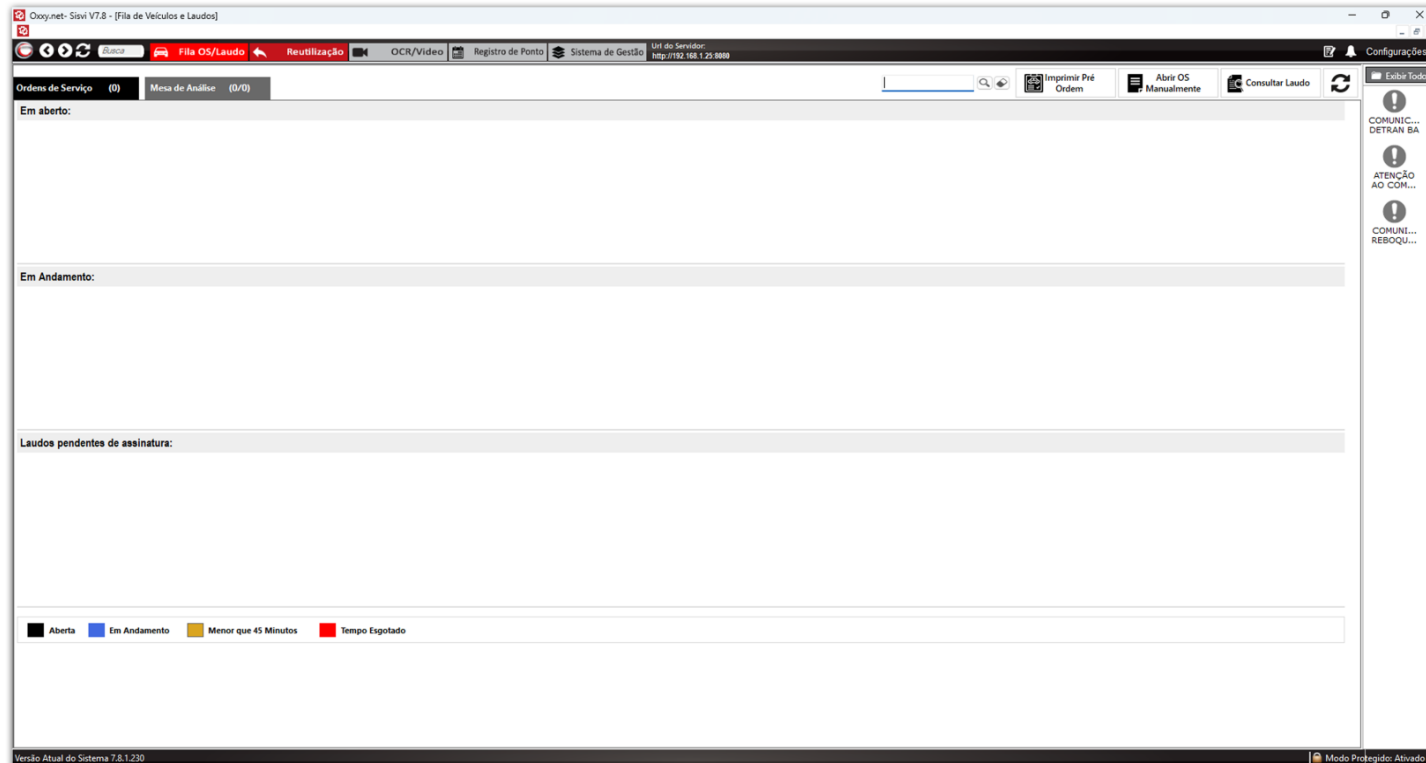 Oxxy.net- Sisvi V7.8 - [Fila de Veículos e Laudos]
Busca
Fila OS/Laudo
Reutilização
OCR/Video
Registro de Ponto
Sistema de Gestão
Url do Servidor:
http://192.168.1.25:8080
Configurações
Ordens de Serviço (0)
Mesa de Análise (0/0)
Imprimir Pré
Ordem
Abrir OS
Manualmente
Consultar Laudo
Exibir Todo
Em aberto:
COMUNIC...
DETRAN BA
ATENÇÃO
AO COM...
COMUNI...
REBOQU...
Em Andamento:
Laudos pendentes de assinatura:
Aberta
Em Andamento
Menor que 45 Minutos
Tempo Esgotado
Versão Atual do Sistema 7.8.1.230
Modo Protegido: Ativado